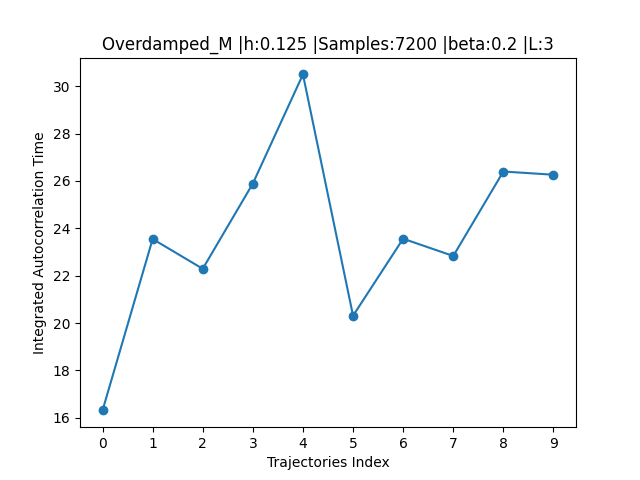 Overdamped_M |h:0.125 |Samples:7200 |beta:0.2 |L:3
Integrated Autocorrelation Time
30
28
26
24
22
20
18
16
0 1 2 3 4 5 6 7 8 9
Trajectories Index